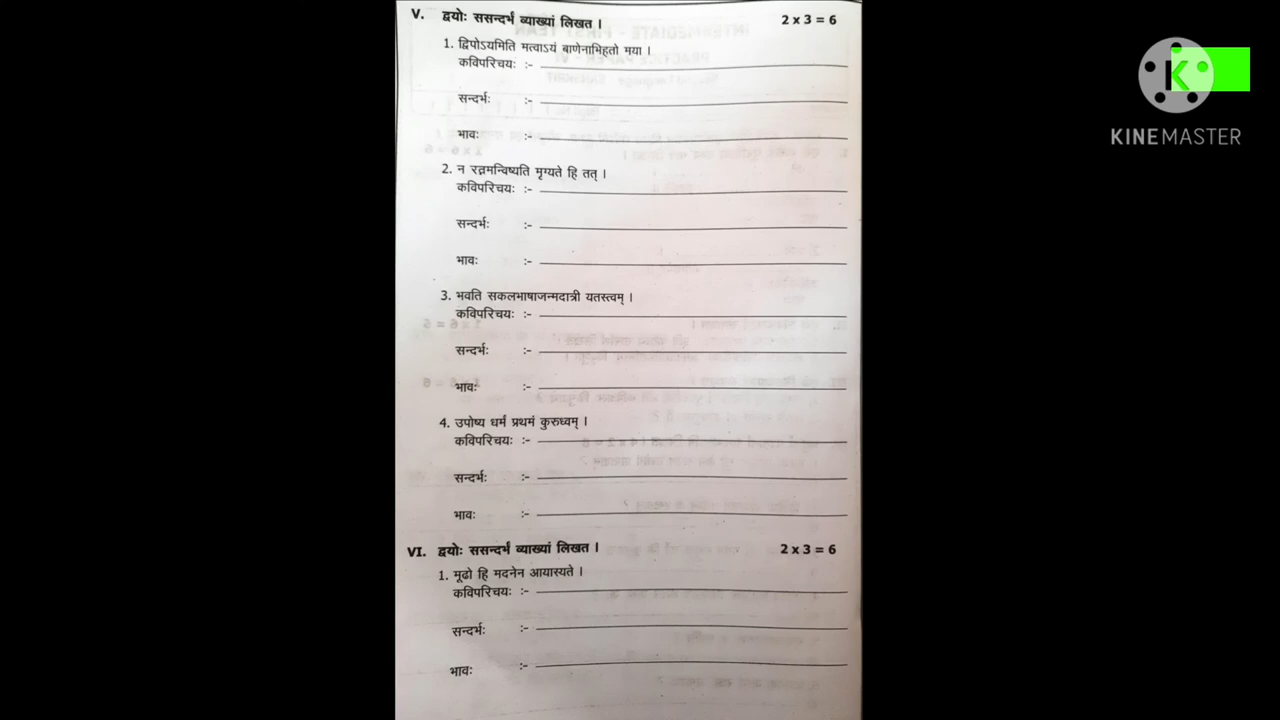 V. द्वयोः ससन्दर्भं व्याख्यां लिखत । 2 x 3 = 6
1. द्विपोऽयमिति मत्वाऽयं बाणेनाभिहतो मया ।
कविपरिचयः :-
सन्दर्भः :-
भावः :-
2. न रत्नमन्विष्यति मृग्यते हि तत् ।
कविपरिचयः :-
सन्दर्भः :-
भावः :-
3. भवति सकलभाषाजन्मदात्री यतस्त्वम् ।
कविपरिचयः :-
सन्दर्भः :-
भावः :-
4. उपोष्य धर्मं प्रथमं कुरुध्वम् ।
कविपरिचयः :-
सन्दर्भः :-
भावः :-
VI. द्वयोः ससन्दर्भं व्याख्यां लिखत । 2 x 3 = 6
1. मूढो हि मदनेन आयास्यते ।
कविपरिचयः :-
सन्दर्भः :-
भावः :-
K
KINEMASTER